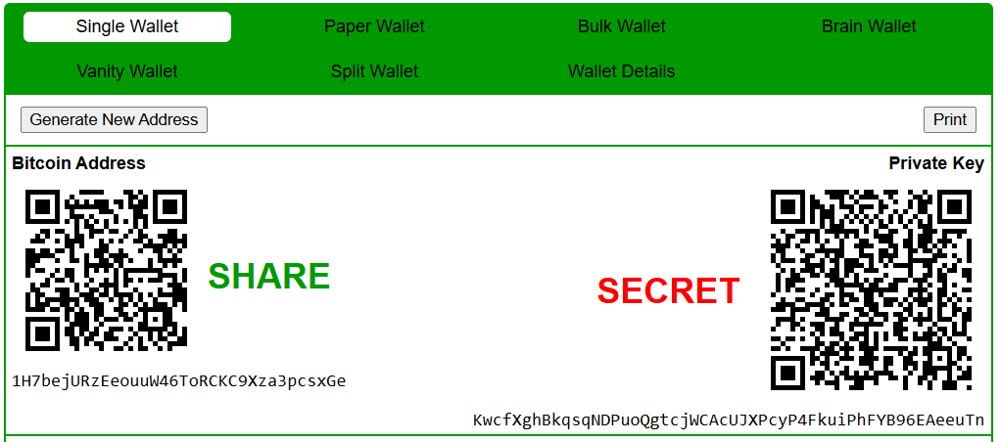 Single Wallet Paper Wallet Bulk Wallet Brain Wallet
Vanity Wallet Split Wallet Wallet Details
Generate New Address Print
Bitcoin Address Private Key
SHARE
SECRET
1H7bejURzEeouuW46ToRCKC9Xza3pcsxGe
KwcfXghBkqsqNDPuoQgtcjWCAcUJXPcyP4FkuiPhFYB96EAeeuTn